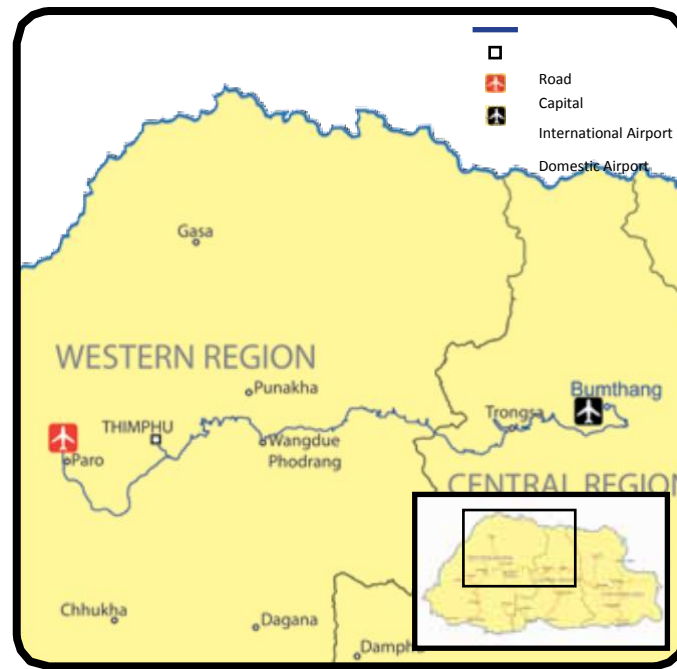 Road
Capital
International Airport
Domestic Airport
Gasa
WESTERN REGION
Punakha
Bumthang
Trongsa
THIMPHU
Wangdue
Phodrang
Paro
CENTRAL REGION
Chhukha
Dagana
Damphu